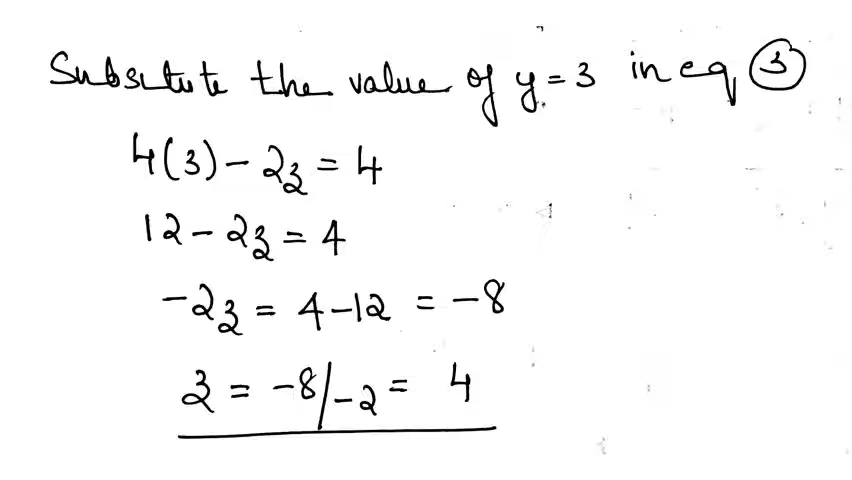 Subsitute the value of y = 3 in eq ③
4(3) - 2z = 4
12 - 2z = 4
-2z = 4 - 12 = -8
z = -8/-2 = 4